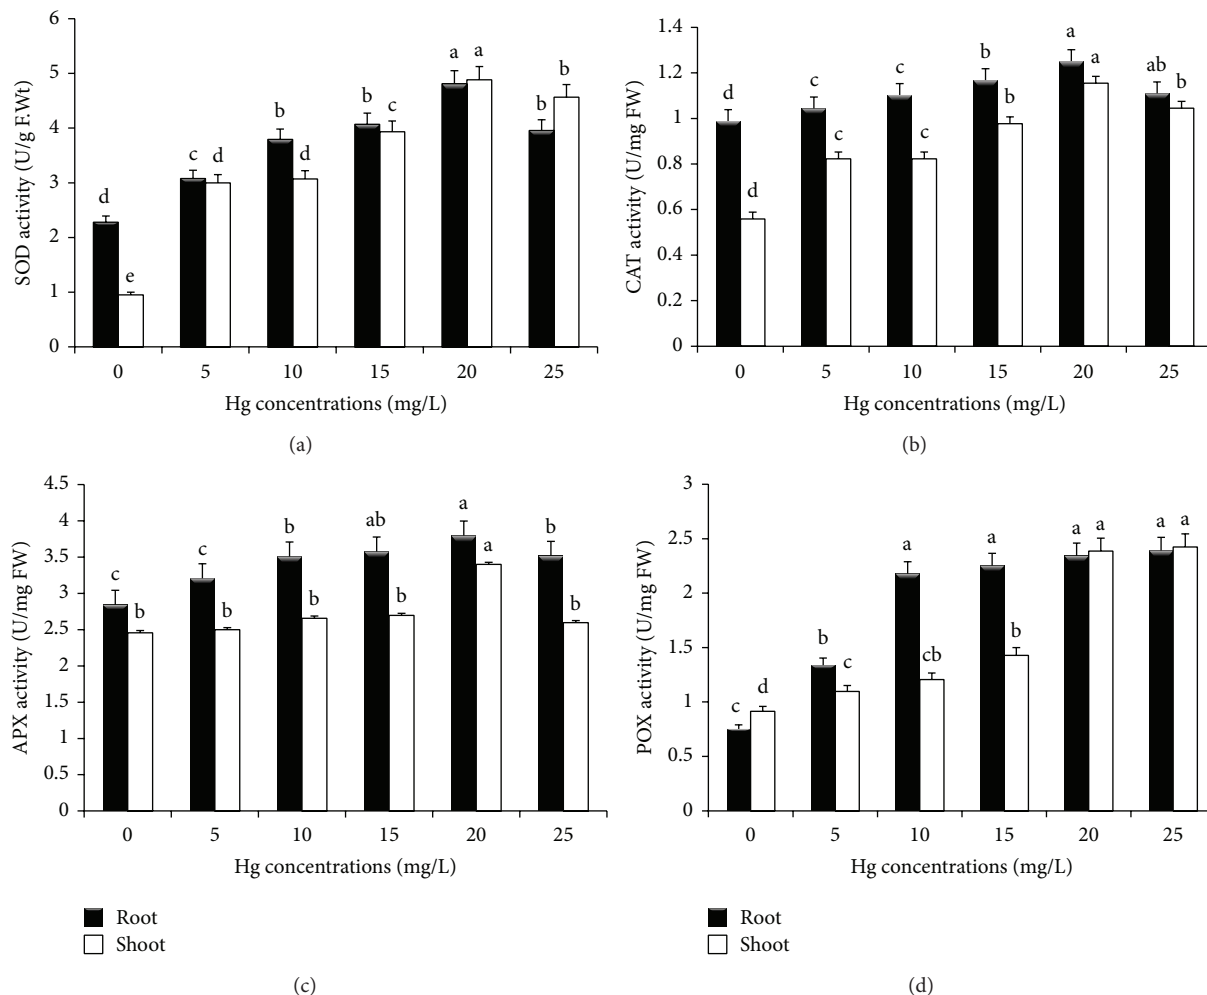 6
5
4
3
2
1
0
SOD activity (U/g F.Wt)
d
e
c
d
b
d
b
c
a
a
b
b
0 5 10 15 20 25
Hg concentrations (mg/L)
(a)
1.4
1.2
1
0.8
0.6
0.4
0.2
0
CAT activity (U/mg FW)
d
d
c
c
c
c
b
b
a
a
ab
b
0 5 10 15 20 25
Hg concentrations (mg/L)
(b)
4.5
4
3.5
3
2.5
2
1.5
1
0.5
0
APX activity (U/mg FW)
c
b
c
b
b
b
ab
b
a
a
b
b
0 5 10 15 20 25
Hg concentrations (mg/L)
Root
Shoot
(c)
3
2.5
2
1.5
1
0.5
0
POX activity (U/mg FW)
c
d
b
c
a
cb
a
b
a
a
a
a
0 5 10 15 20 25
Hg concentrations (mg/L)
Root
Shoot
(d)